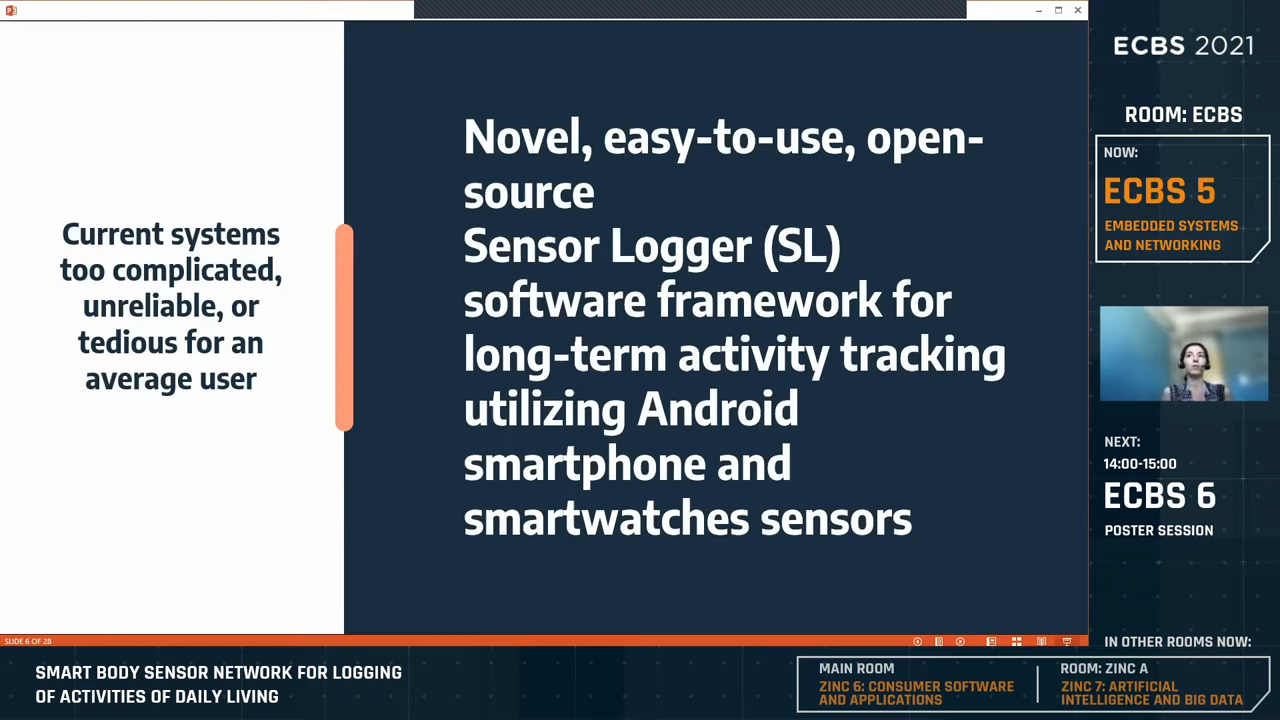 Current systems
too complicated,
unreliable, or
tedious for an
average user
Novel, easy-to-use, open-
source
Sensor Logger (SL)
software framework for
long-term activity tracking
utilizing Android
smartphone and
smartwatches sensors
SLIDE 6 OF 28
ECBS 2021
ROOM: ECBS
NOW:
ECBS 5
EMBEDDED SYSTEMS
AND NETWORKING
NEXT:
14:00-15:00
ECBS 6
POSTER SESSION
IN OTHER ROOMS NOW:
SMART BODY SENSOR NETWORK FOR LOGGING
OF ACTIVITIES OF DAILY LIVING
MAIN ROOM
ZINC 6: CONSUMER SOFTWARE
AND APPLICATIONS
ROOM: ZINC A
ZINC 7: ARTIFICIAL
INTELLIGENCE AND BIG DATA